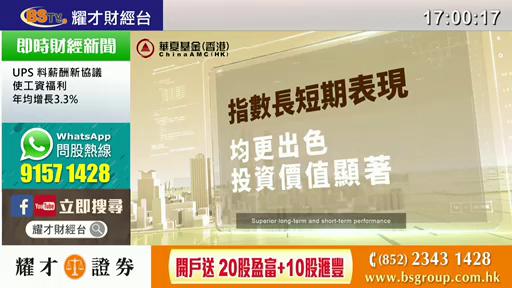 BSTV 耀才財經台
17:00:17
即時財經新聞
UPS 料薪酬新協議
使工資福利
年均增長3.3%
WhatsApp
問股熱線
9157 1428
You Tube
立即搜尋
耀才財經台
華夏基金(香港)
ChinaAMC(HK)
指數長短期表現
均更出色
投資價值顯著
Superior long-term and short-term performance
耀才證券
開戶送 20股盈富+10股滙豐
(852) 2343 1428
www.bsgroup.com.hk